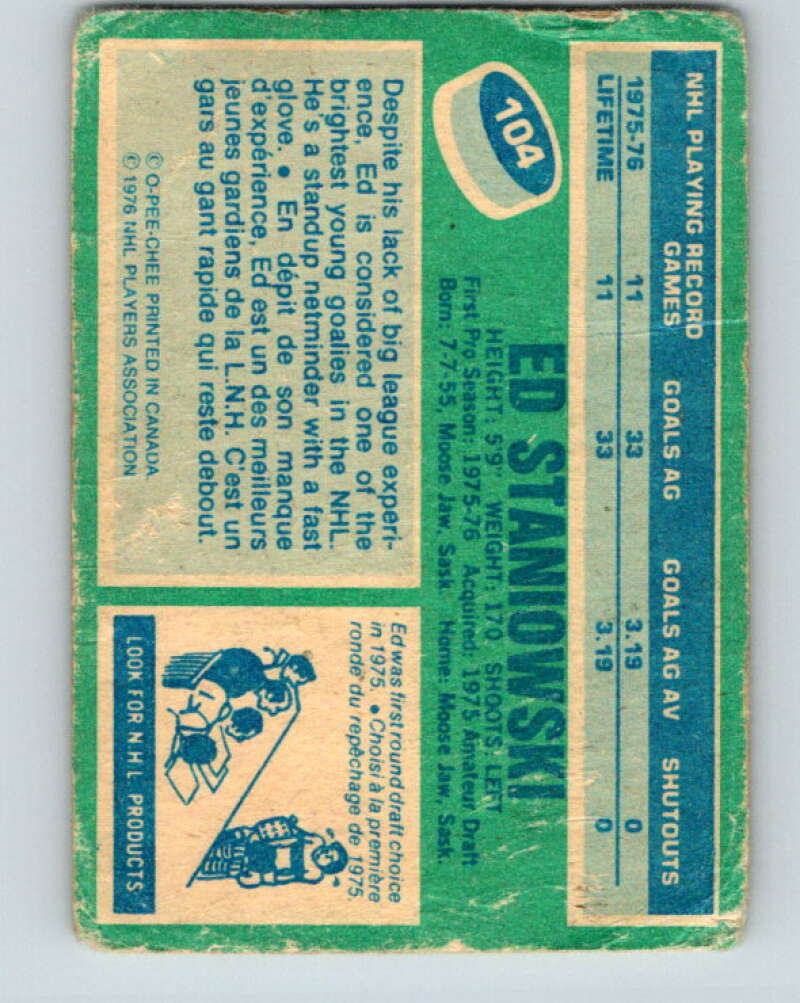 104
NHL PLAYING RECORD
GAMES GOALS AG GOALS AG AV SHUTOUTS
1975-76 11 33 3.19 0
LIFETIME 11 33 3.19 0
ED STANIOWSKI
HEIGHT: 5'9" WEIGHT: 170 SHOOTS: LEFT
First Pro Season: 1975-76 Acquired: 1975 Amateur Draft
Born: 7-7-55, Moose Jaw, Sask Home: Moose Jaw, Sask.
Despite his lack of big league experi-
ence, Ed is considered one of the
brightest young goalies in the NHL.
He's a standup netminder with a fast
glove. • En dépit de son manque
d'expérience, Ed est un des meilleurs
jeunes gardiens de la L.N.H. C'est un
gars au gant rapide qui reste debout.
© O-PEE-CHEE PRINTED IN CANADA
© 1976 NHL PLAYERS ASSOCIATION
Ed was first round draft choice
in 1975. • Choisi à la première
ronde du repêchage de 1975.
LOOK FOR N.H.L. PRODUCTS